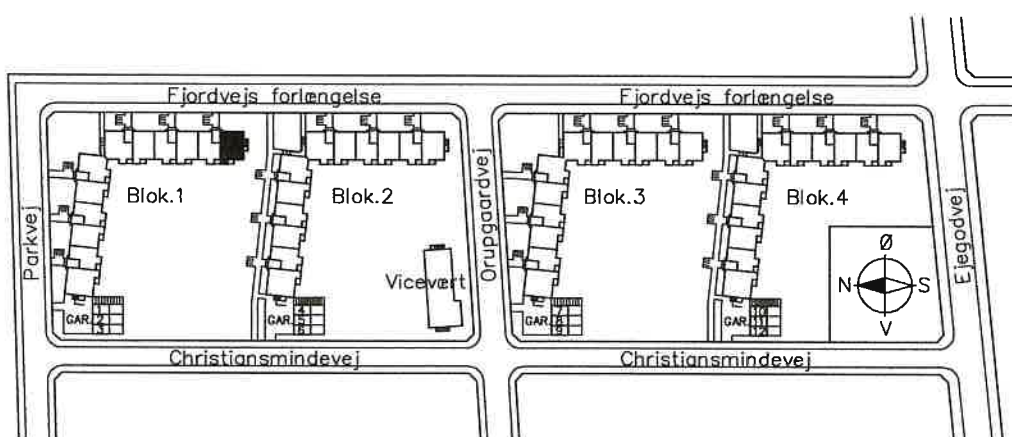 Fjordvejs forlængelse
Fjordvejs forlængelse
Parkvej
Blok.1
Blok.2
Orupgaardvej
Blok.3
Blok.4
Ejegodvej
Vicevært
Ø
N
S
V
GAR.
1
2
3
GAR.
4
5
6
GAR.
7
8
9
GAR.
10
11
12
Christiansmindevej
Christiansmindevej